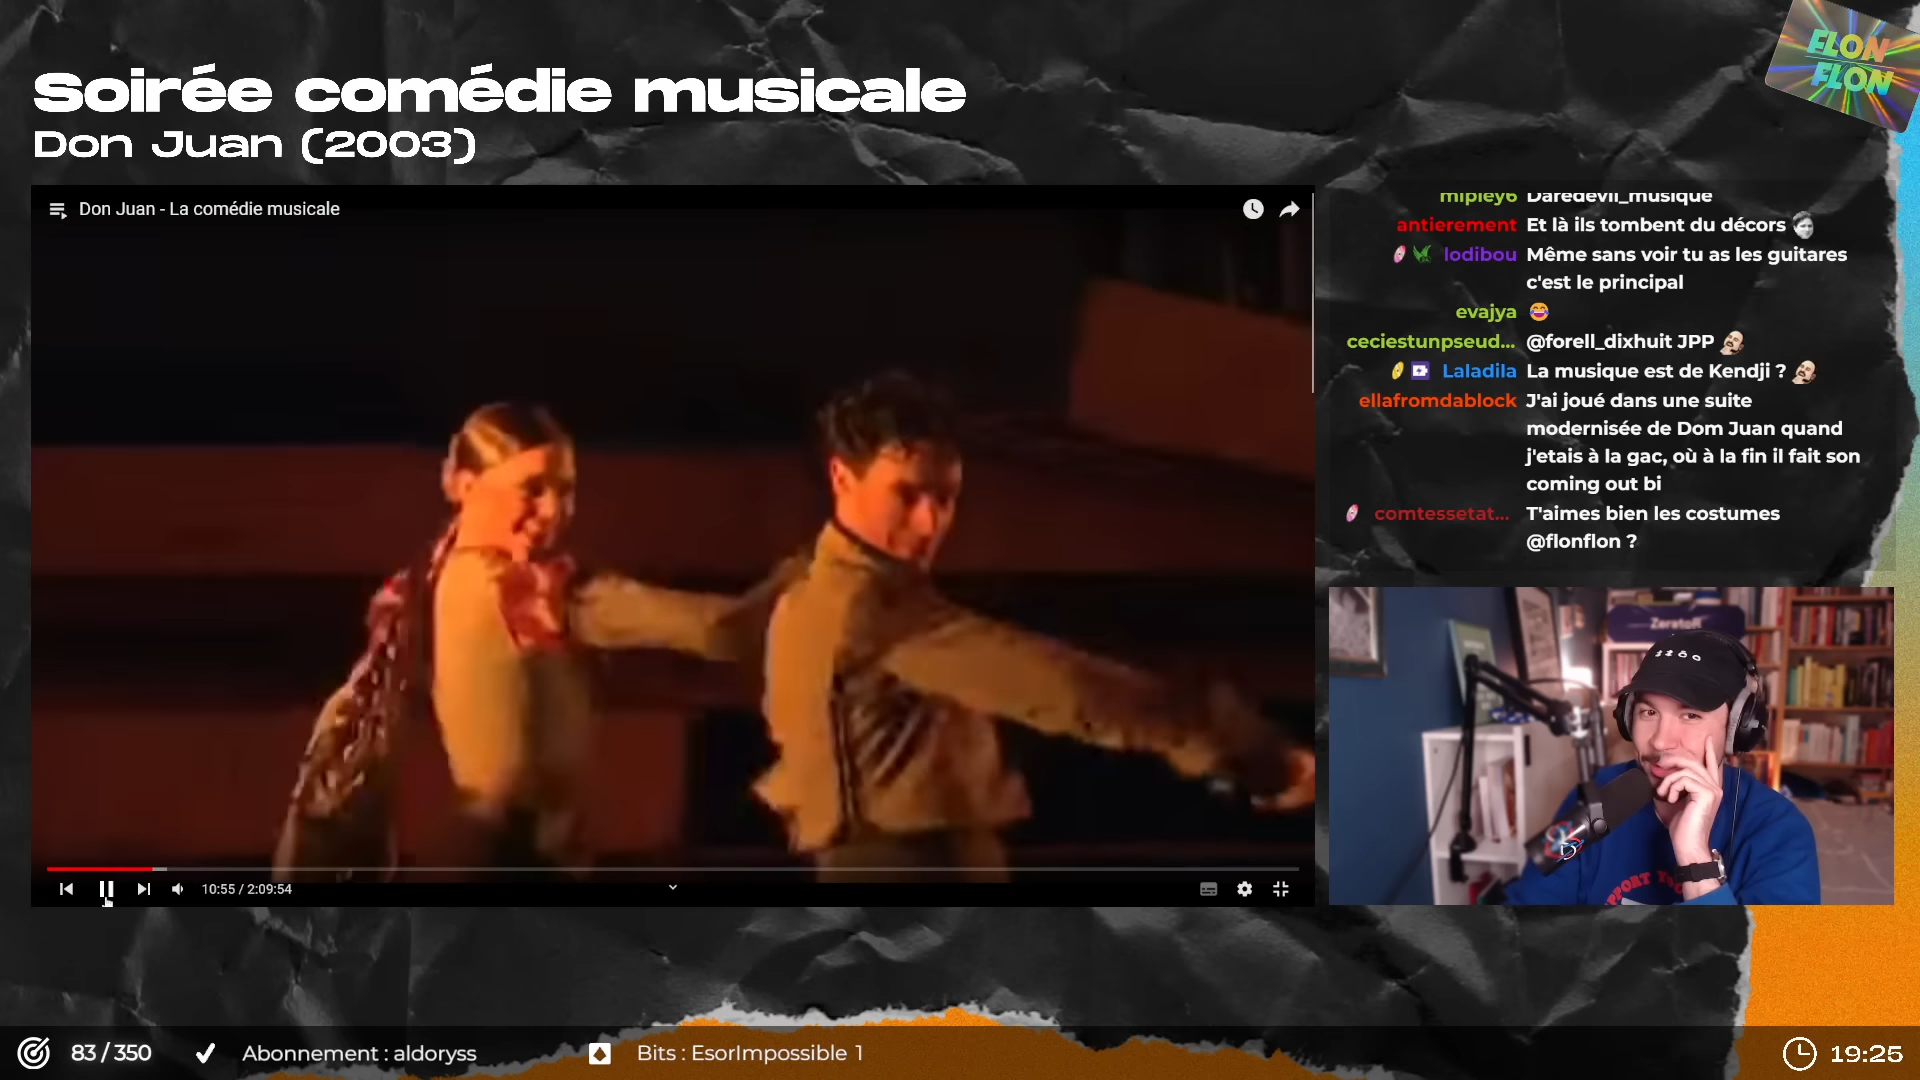 FLON
FLON
Soirée comédie musicale
Don Juan (2003)
Don Juan - La comédie musicale
mipley6 Daredevil_musique
antierement Et là ils tombent du décors
lodibou Même sans voir tu as les guitares
c'est le principal
evajya
ceciestunpseud... @forell_dixhuit JPP
Laladila La musique est de Kendji ?
ellafromdablock J'ai joué dans une suite
modernisée de Dom Juan quand
j'etais à la gac, où à la fin il fait son
coming out bi
comtessetat... T'aimes bien les costumes
@flonflon ?
10:55 / 2:09:54
83 / 350
Abonnement : aldoryss
Bits : EsorImpossible 1
19:25